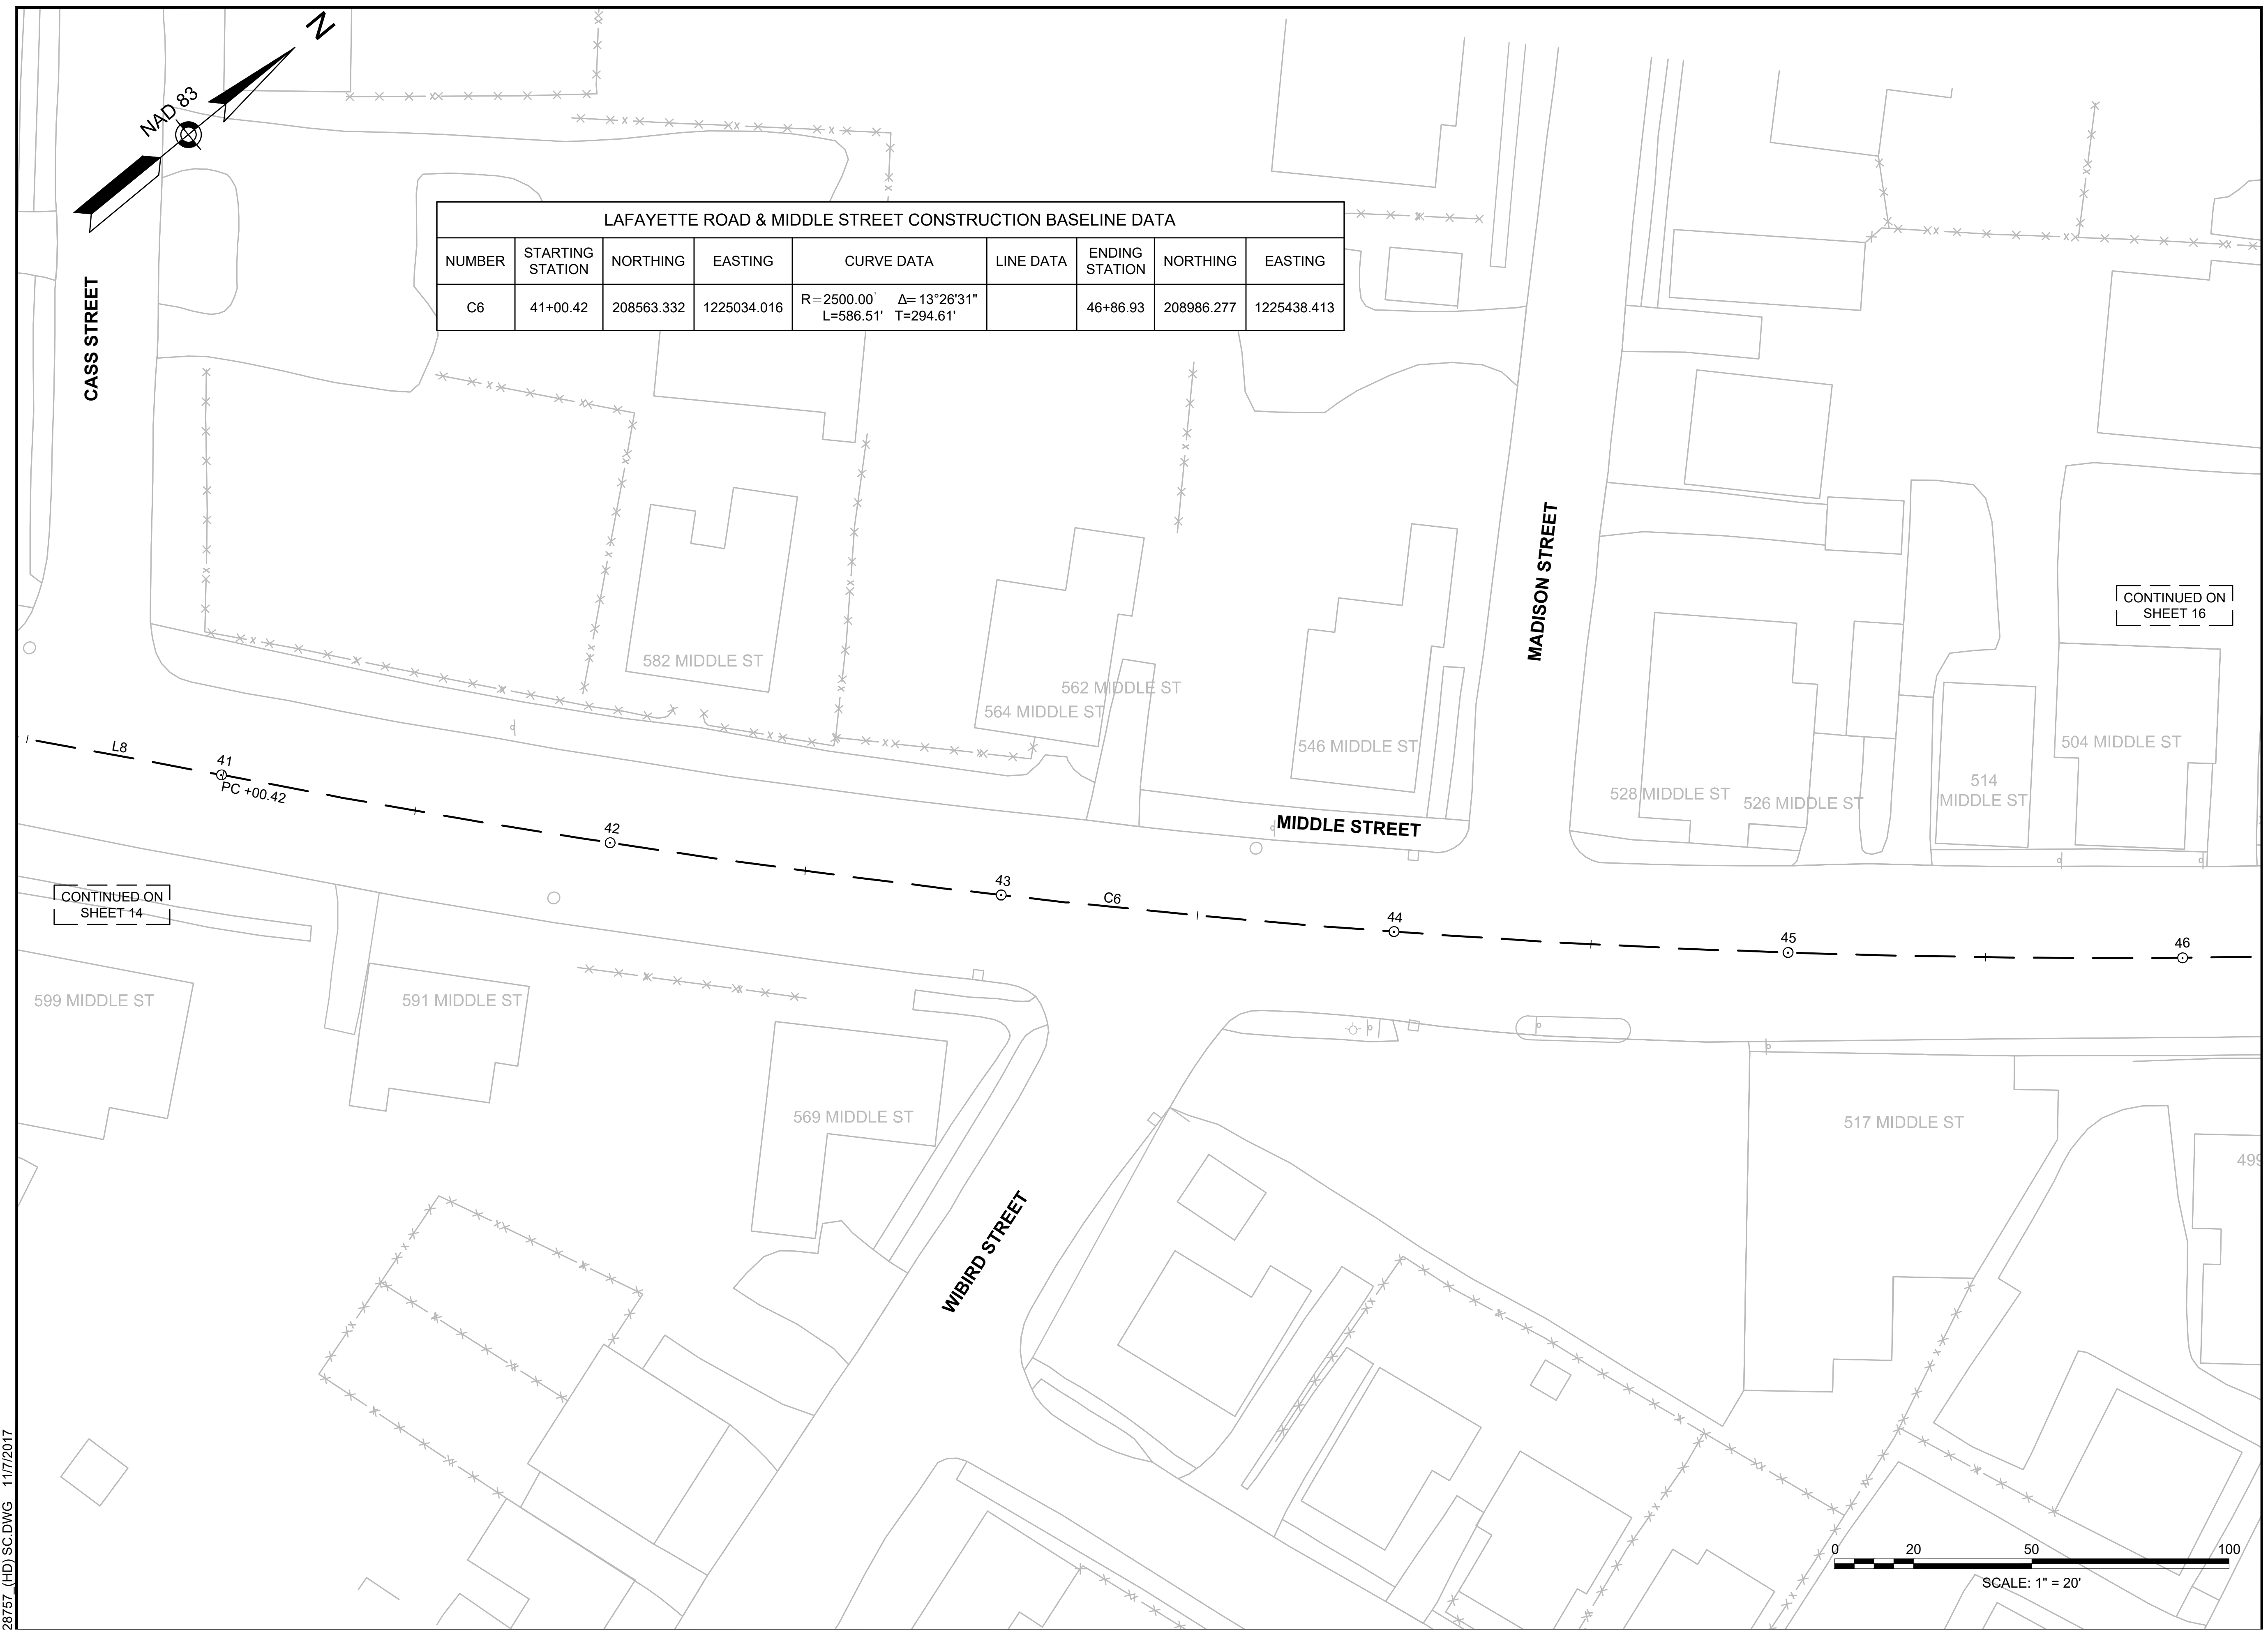 N
NAD 83
LAFAYETTE ROAD & MIDDLE STREET CONSTRUCTION BASELINE DATA
NUMBER STARTING STATION NORTHING EASTING CURVE DATA LINE DATA ENDING STATION NORTHING EASTING
C6 41+00.42 208563.332 1225034.016 R=2500.00' Δ=13°26'31" L=586.51' T=294.61' 46+86.93 208986.277 1225438.413
CASS STREET
MADISON STREET
CONTINUED ON
SHEET 16
582 MIDDLE ST
562 MIDDLE ST
564 MIDDLE ST
546 MIDDLE ST
504 MIDDLE ST
514
MIDDLE ST
528 MIDDLE ST
526 MIDDLE ST
MIDDLE STREET
L8
41
PC +00.42
42
43
C6
44
45
46
CONTINUED ON
SHEET 14
599 MIDDLE ST
591 MIDDLE ST
569 MIDDLE ST
517 MIDDLE ST
499
WIBIRD STREET
0 20 50 100
SCALE: 1" = 20'
28757_(HD) SC.DWG 11/7/2017